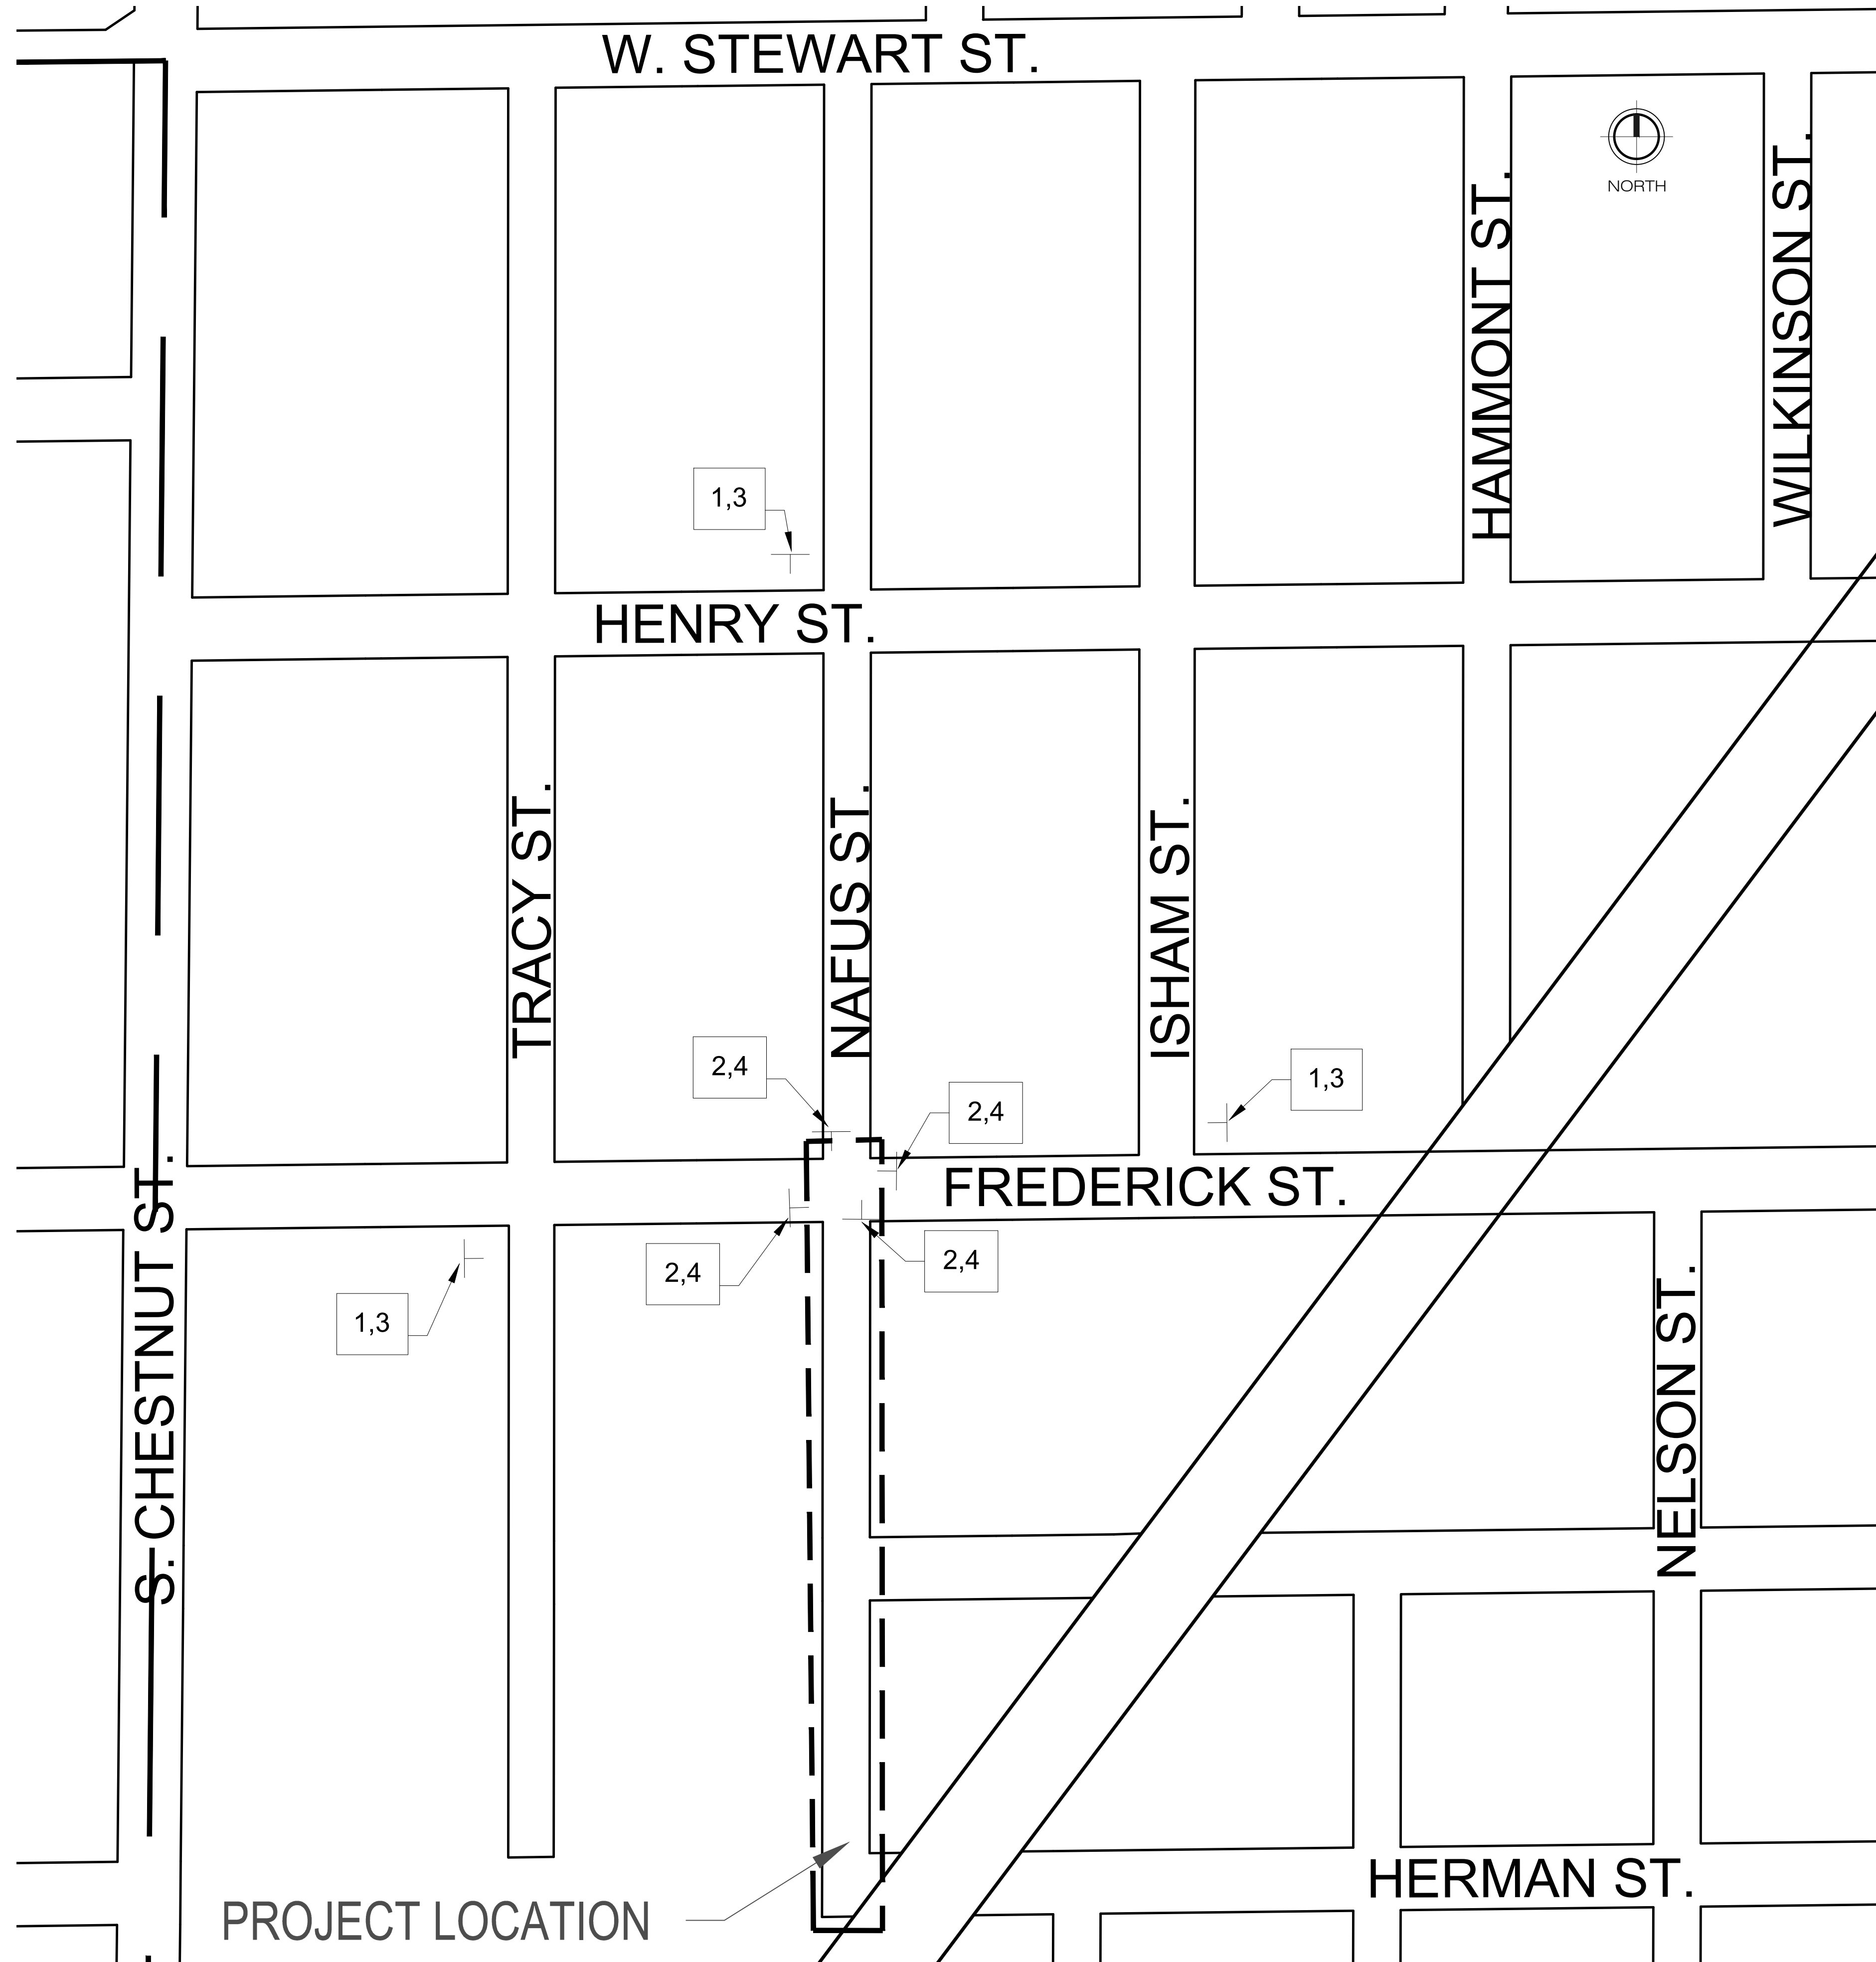 W. STEWART ST.
NORTH
HAMMONT ST.
WILKINSON ST.
1,3
HENRY ST.
TRACY ST.
NAFUS ST.
ISHAM ST.
2,4
1,3
2,4
FREDERICK ST.
S. CHESTNUT ST.
2,4
2,4
1,3
NELSON ST.
HERMAN ST.
PROJECT LOCATION